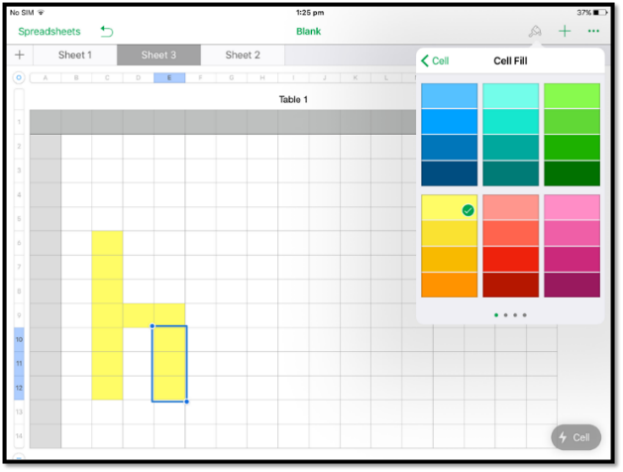 No SIM 1:25 pm 37%
Spreadsheets Blank
Sheet 1 Sheet 3 Sheet 2
Cell Cell Fill
A B C D E F G H I J K L
Table 1
1
2
3
4
5
6
7
8
9
10
11
12
13
14
Cell